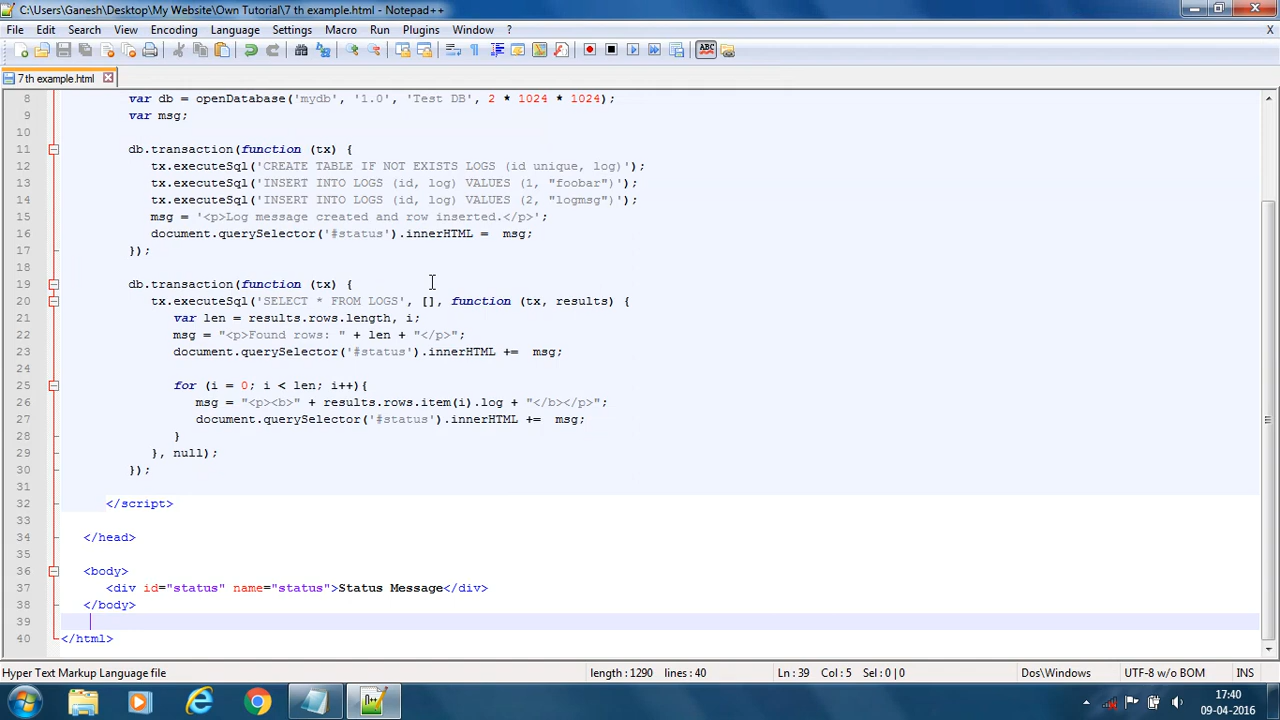 C:\Users\Ganesh\Desktop\My Website\Own Tutorial\7 th example.html - Notepad++
File Edit Search View Encoding Language Settings Macro Run Plugins Window ? X
ABC
7 th example.html
8 var db = openDatabase('mydb', '1.0', 'Test DB', 2 * 1024 * 1024);
9 var msg;
10
11 db.transaction(function (tx) {
12 tx.executeSql('CREATE TABLE IF NOT EXISTS LOGS (id unique, log)');
13 tx.executeSql('INSERT INTO LOGS (id, log) VALUES (1, "foobar")');
14 tx.executeSql('INSERT INTO LOGS (id, log) VALUES (2, "logmsg")');
15 msg = '<p>Log message created and row inserted.</p>';
16 document.querySelector('#status').innerHTML =  msg;
17 });
18
19 db.transaction(function (tx) {
20 tx.executeSql('SELECT * FROM LOGS', [], function (tx, results) {
21 var len = results.rows.length, i;
22 msg = "<p>Found rows: " + len + "</p>";
23 document.querySelector('#status').innerHTML +=  msg;
24
25 for (i = 0; i < len; i++){
26 msg = "<p><b>" + results.rows.item(i).log + "</b></p>";
27 document.querySelector('#status').innerHTML +=  msg;
28 }
29 }, null);
30 });
31
32 </script>
33
34 </head>
35
36 <body>
37 <div id="status" name="status">Status Message</div>
38 </body>
39
40 </html>
Hyper Text Markup Language file length : 1290 lines : 40 Ln : 39 Col : 5 Sel : 0 | 0 Dos\Windows UTF-8 w/o BOM INS
17:40
09-04-2016